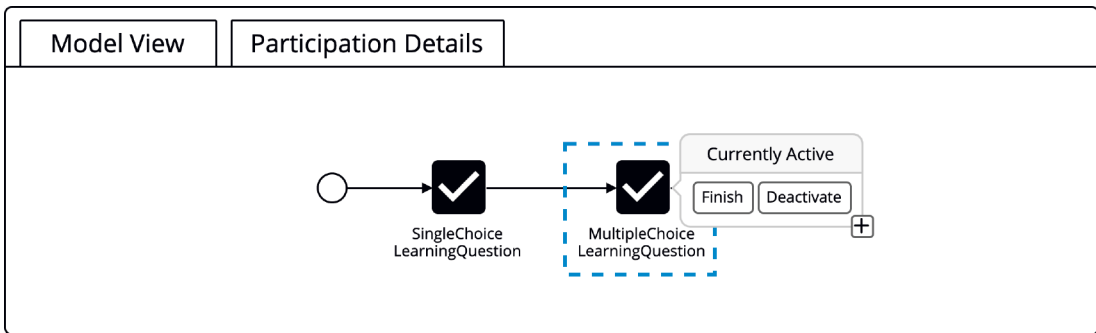 Model View
Participation Details
Currently Active
Finish
Deactivate
SingleChoice
LearningQuestion
MultipleChoice
LearningQuestion